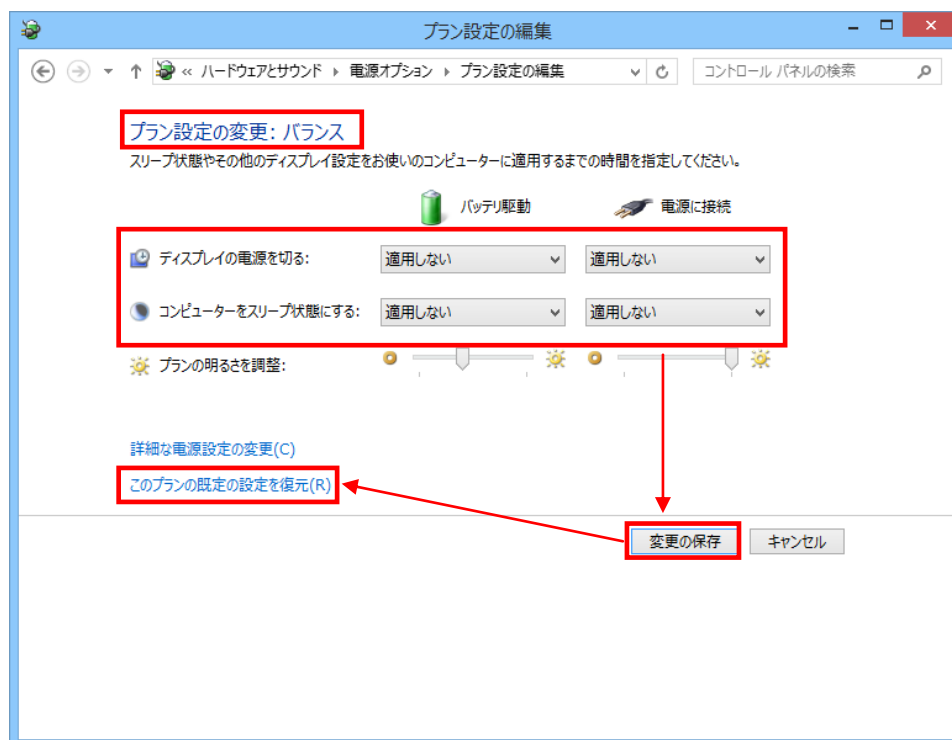 プラン設定の編集
« ハードウェアとサウンド 電源オプション プラン設定の編集 コントロール パネルの検索
プラン設定の変更: バランス
スリープ状態やその他のディスプレイ設定をお使いのコンピューターに適用するまでの時間を指定してください。
バッテリ駆動 電源に接続
ディスプレイの電源を切る: 適用しない 適用しない
コンピューターをスリープ状態にする: 適用しない 適用しない
プランの明るさを調整:
詳細な電源設定の変更(C)
このプランの既定の設定を復元(R)
変更の保存 キャンセル